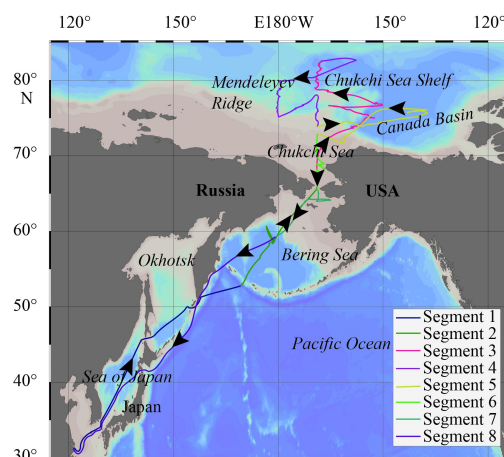 120° 150° E180°W 150° 120°
80°
N
70°
60°
50°
40°
30°
Mendeleyev
Ridge
Chukchi Sea Shelf
Canada Basin
Chukchi Sea
Russia
USA
Okhotsk
Bering Sea
Pacific Ocean
Sea of Japan
Japan
Segment 1
Segment 2
Segment 3
Segment 4
Segment 5
Segment 6
Segment 7
Segment 8